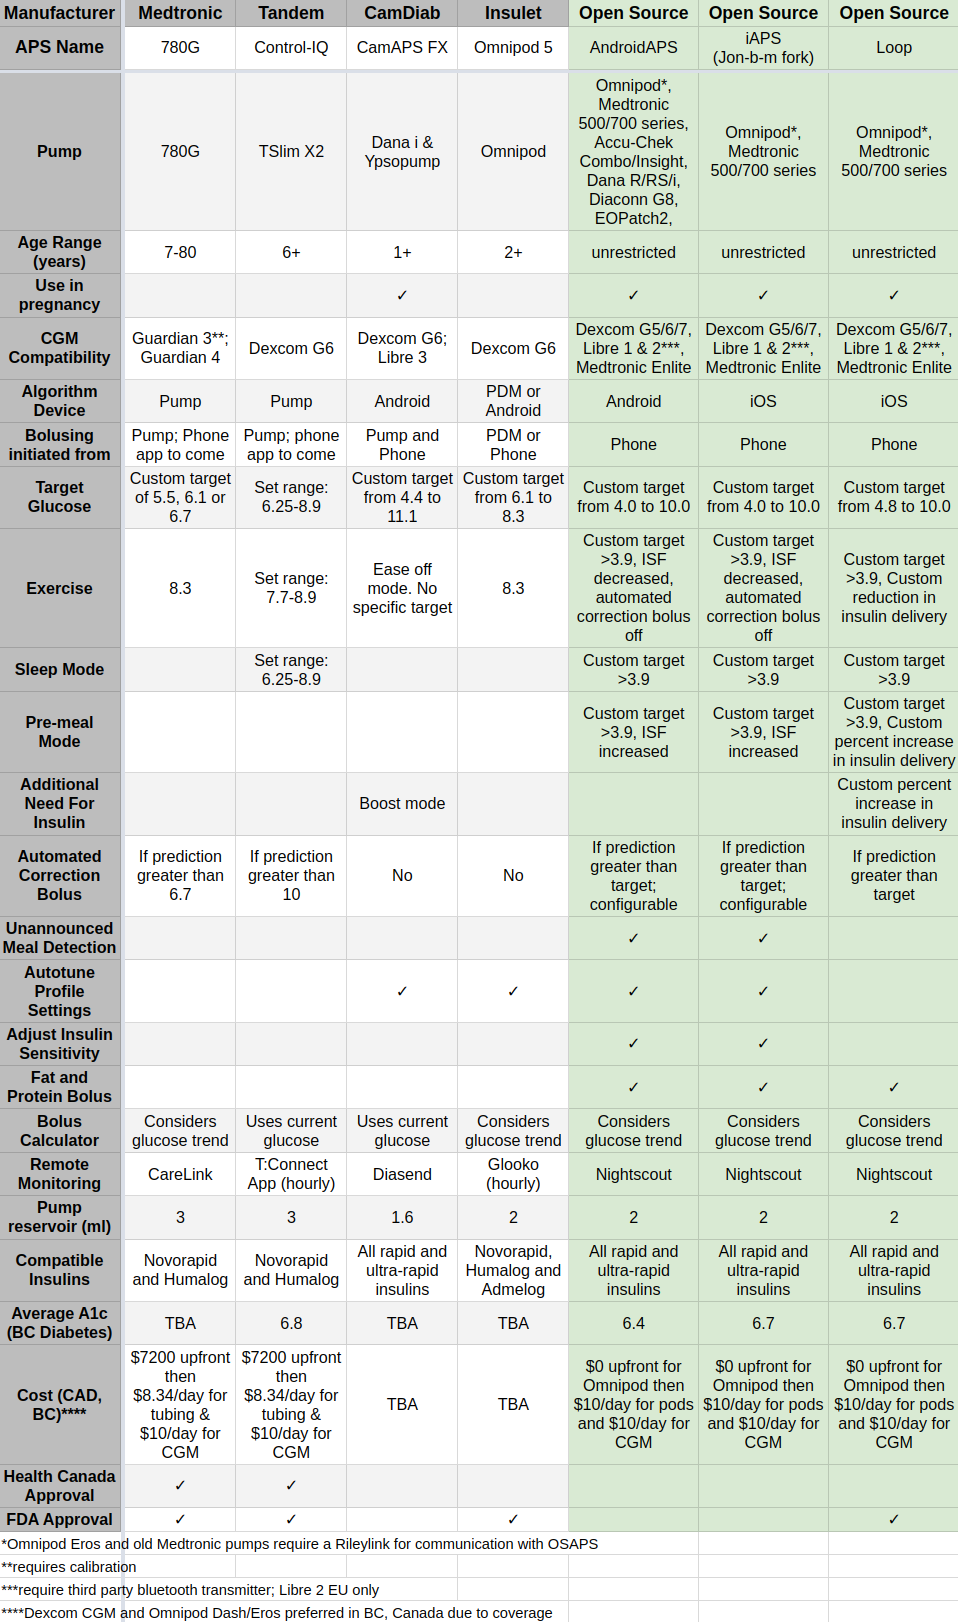 Manufacturer Medtronic Tandem CamDiab Insulet Open Source Open Source Open Source
APS Name 780G Control-IQ CamAPS FX Omnipod 5 AndroidAPS iAPS (Jon-b-m fork) Loop
Pump 780G TSlim X2 Dana i & Ypsopump Omnipod Omnipod*, Medtronic 500/700 series, Accu-Chek Combo/Insight, Dana R/RS/i, Diaconn G8, EOPatch2, Omnipod*, Medtronic 500/700 series Omnipod*, Medtronic 500/700 series
Age Range (years) 7-80 6+ 1+ 2+ unrestricted unrestricted unrestricted
Use in pregnancy ✓ ✓ ✓ ✓
CGM Compatibility Guardian 3**; Guardian 4 Dexcom G6 Dexcom G6; Libre 3 Dexcom G6 Dexcom G5/6/7, Libre 1 & 2***, Medtronic Enlite Dexcom G5/6/7, Libre 1 & 2***, Medtronic Enlite Dexcom G5/6/7, Libre 1 & 2***, Medtronic Enlite
Algorithm Device Pump Pump Android PDM or Android Android iOS iOS
Bolusing initiated from Pump; Phone app to come Pump; phone app to come Pump and Phone PDM or Phone Phone Phone Phone
Target Glucose Custom target of 5.5, 6.1 or 6.7 Set range: 6.25-8.9 Custom target from 4.4 to 11.1 Custom target from 6.1 to 8.3 Custom target from 4.0 to 10.0 Custom target from 4.0 to 10.0 Custom target from 4.8 to 10.0
Exercise 8.3 Set range: 7.7-8.9 Ease off mode. No specific target 8.3 Custom target >3.9, ISF decreased, automated correction bolus off Custom target >3.9, ISF decreased, automated correction bolus off Custom target >3.9, Custom reduction in insulin delivery
Sleep Mode Set range: 6.25-8.9 Custom target >3.9 Custom target >3.9 Custom target >3.9
Pre-meal Mode Custom target >3.9, ISF increased Custom target >3.9, ISF increased Custom target >3.9, Custom percent increase in insulin delivery
Additional Need For Insulin Boost mode Custom percent increase in insulin delivery
Automated Correction Bolus If prediction greater than 6.7 If prediction greater than 10 No No If prediction greater than target; configurable If prediction greater than target; configurable If prediction greater than target
Unannounced Meal Detection ✓ ✓
Autotune Profile Settings ✓ ✓ ✓ ✓
Adjust Insulin Sensitivity ✓ ✓
Fat and Protein Bolus ✓ ✓ ✓
Bolus Calculator Considers glucose trend Uses current glucose Uses current glucose Considers glucose trend Considers glucose trend Considers glucose trend Considers glucose trend
Remote Monitoring CareLink T:Connect App (hourly) Diasend Glooko (hourly) Nightscout Nightscout Nightscout
Pump reservoir (ml) 3 3 1.6 2 2 2 2
Compatible Insulins Novorapid and Humalog Novorapid and Humalog All rapid and ultra-rapid insulins Novorapid, Humalog and Admelog All rapid and ultra-rapid insulins All rapid and ultra-rapid insulins All rapid and ultra-rapid insulins
Average A1c (BC Diabetes) TBA 6.8 TBA TBA 6.4 6.7 6.7
Cost (CAD, BC)**** $7200 upfront then $8.34/day for tubing & $10/day for CGM $7200 upfront then $8.34/day for tubing & $10/day for CGM TBA TBA $0 upfront for Omnipod then $10/day for pods and $10/day for CGM $0 upfront for Omnipod then $10/day for pods and $10/day for CGM $0 upfront for Omnipod then $10/day for pods and $10/day for CGM
Health Canada Approval ✓ ✓
FDA Approval ✓ ✓ ✓ ✓
*Omnipod Eros and old Medtronic pumps require a Rileylink for communication with OSAPS
**requires calibration
***require third party bluetooth transmitter; Libre 2 EU only
****Dexcom CGM and Omnipod Dash/Eros preferred in BC, Canada due to coverage